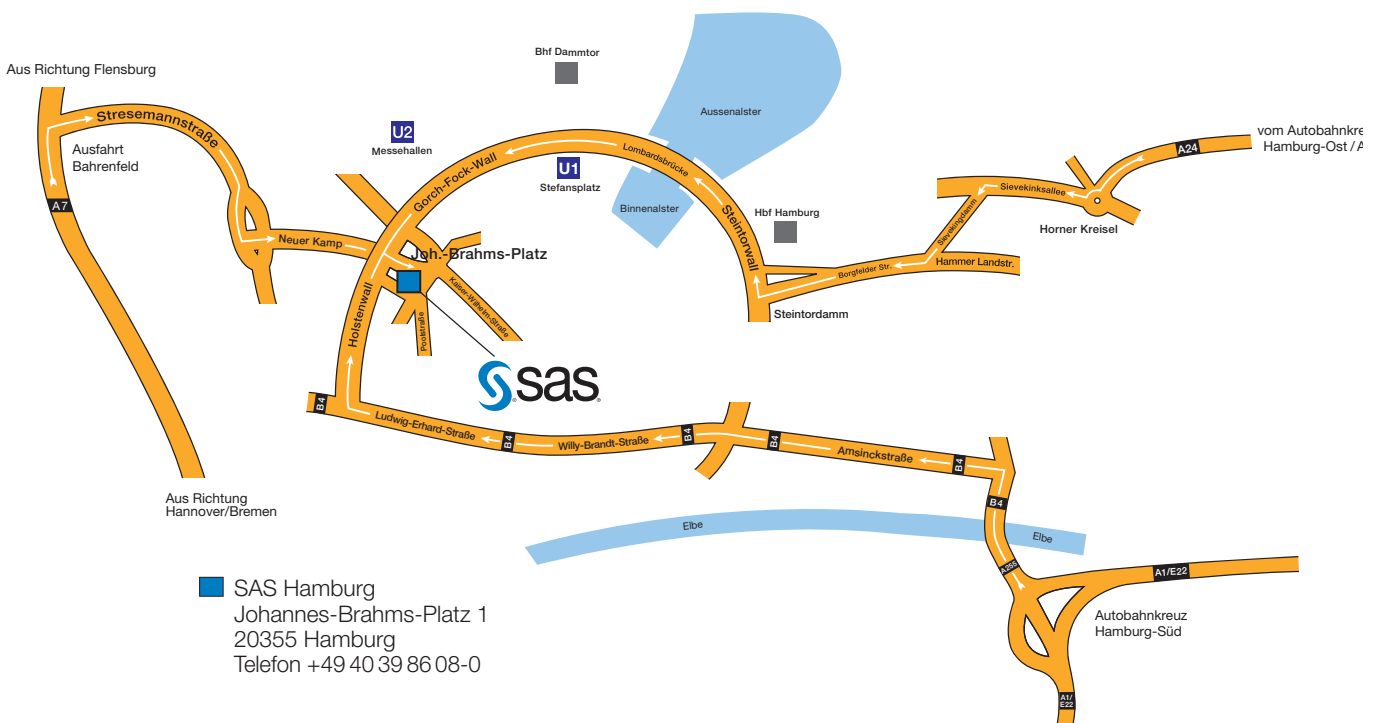 Aus Richtung Flensburg
Stresemannstraße
Ausfahrt
Bahrenfeld
A7
Neuer Kamp
Aus Richtung
Hannover/Bremen
U2
Messehallen
Bhf Dammtor
U1
Stefansplatz
Gorch-Fock-Wall
Lombardsbrücke
Aussenalster
Binnenalster
Steintorwall
Hbf Hamburg
Joh.-Brahms-Platz
Holstenwall
Poolstraße
Kaiser-Wilhelm-Straße
sas
Steintordamm
Borgfelder Str.
Hammer Landstr.
Sievekingdamm
Sievekinksallee
Horner Kreisel
A24
vom Autobahnkre
Hamburg-Ost / A
B4
Ludwig-Erhard-Straße
B4
Willy-Brandt-Straße
B4
B4
Amsinckstraße
B4
B4
Elbe
Elbe
A255
A1/E22
Autobahnkreuz
Hamburg-Süd
A1/
E22
SAS Hamburg
Johannes-Brahms-Platz 1
20355 Hamburg
Telefon +49 40 39 86 08-0